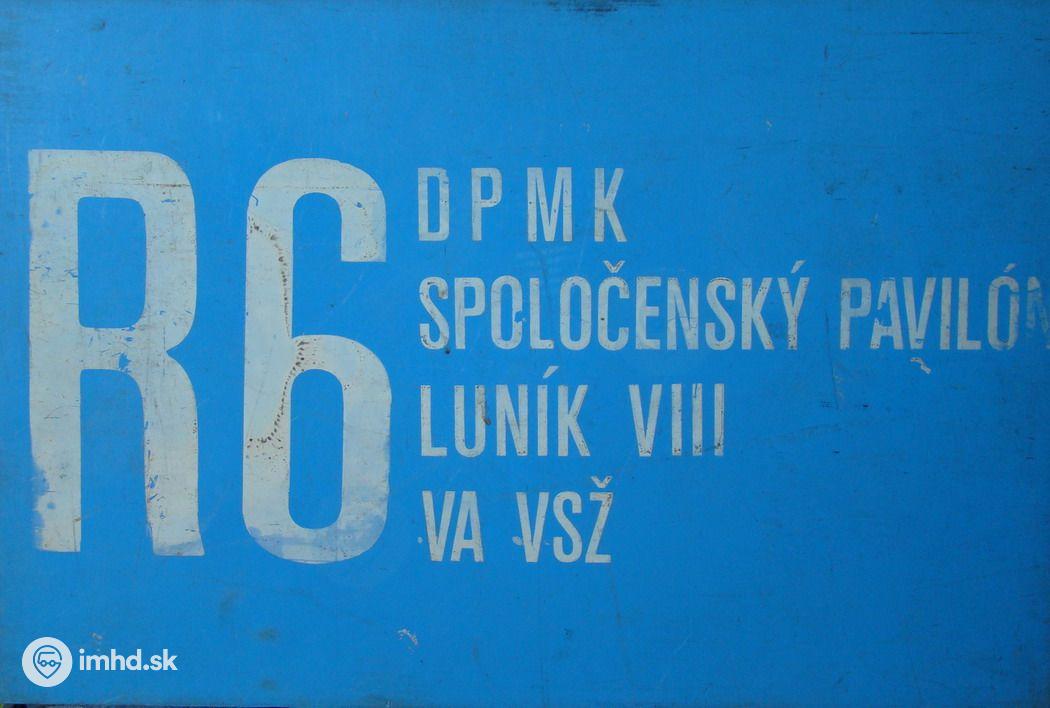 R6
DPMK
SPOLOČENSKÝ PAVILÓN
LUNÍK VIII
VA VSŽ
imhd.sk